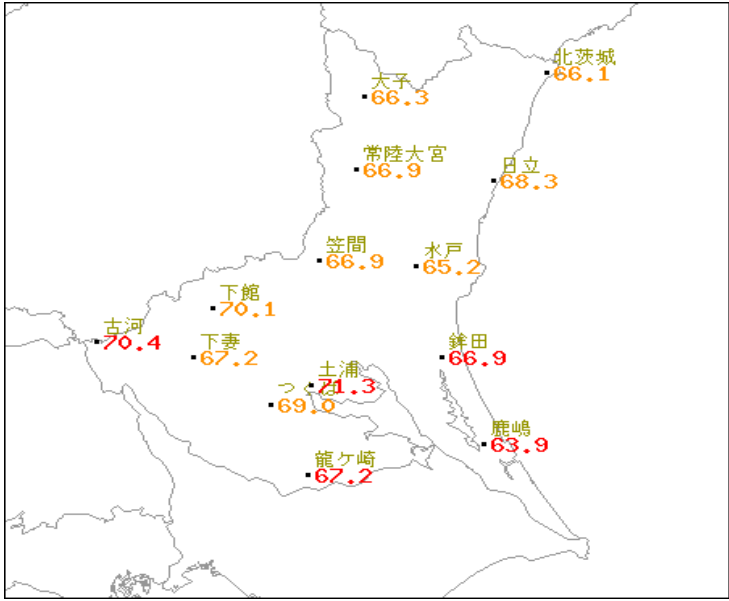 北茨城
66.1
大子
66.3
常陸大宮
66.9
日立
68.3
笠間
66.9
水戸
65.2
下館
70.1
古河
70.4
下妻
67.2
鉾田
66.9
土浦
71.3
つくば
69.0
鹿嶋
63.9
龍ケ崎
67.2